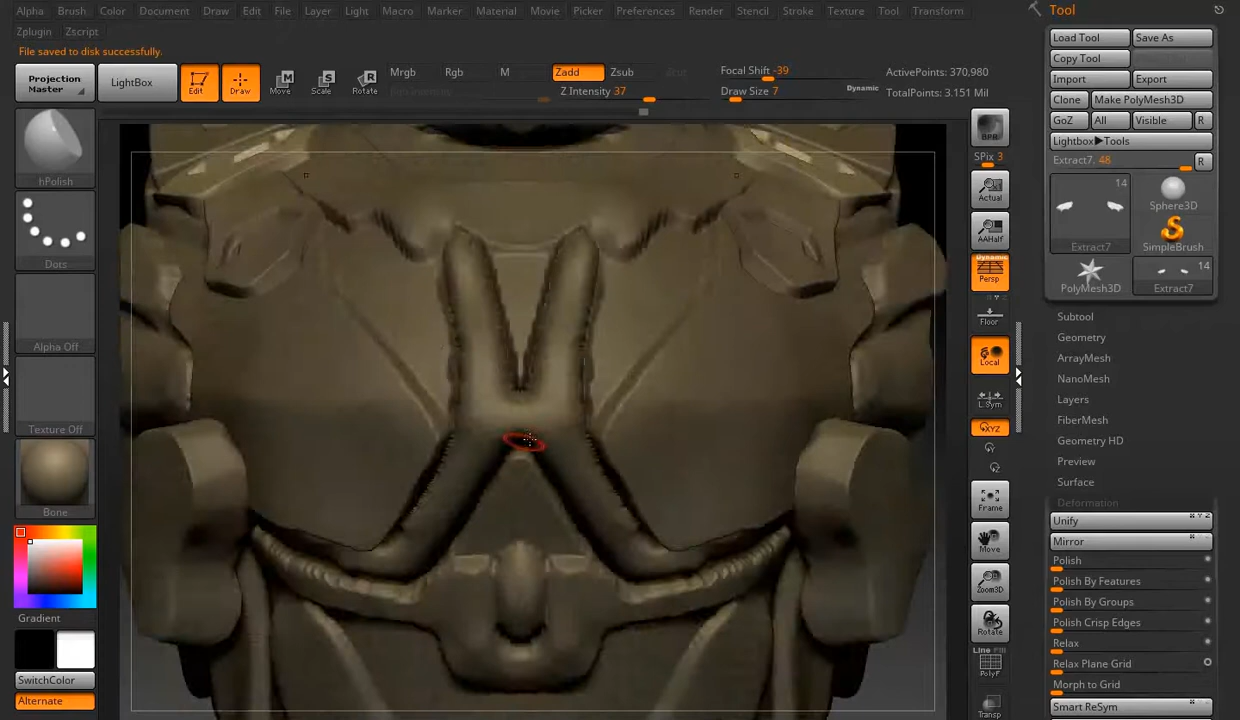 Alpha Brush Color Document Draw Edit File Layer Light Macro Marker Material Movie Picker Preferences Render Stencil Stroke Texture Tool Transform
Zplugin Zscript
File saved to disk successfully.
Projection Master
LightBox
Edit
Draw
Move
Scale
Rotate
Mrgb Rgb M
Zadd Zsub
Z Intensity 37
Focal Shift -39
Draw Size 7
Dynamic
ActivePoints: 370,980
TotalPoints: 3.151 Mil
hPolish
Dots
Alpha Off
Texture Off
Bone
Gradient
SwitchColor
Alternate
BPR
SPix 3
Actual
AAHalf
Dynamic
Persp
Floor
Local
L.Sym
XYZ
Frame
Move
Zoom3D
Rotate
Line Fill
PolyF
Transp
Tool
Load Tool Save As
Copy Tool
Import Export
Clone Make PolyMesh3D
GoZ All Visible R
Lightbox▶Tools
Extract7. 48 R
14
Extract7
Sphere3D
SimpleBrush
PolyMesh3D
14
Extract7
Subtool
Geometry
ArrayMesh
NanoMesh
Layers
FiberMesh
Geometry HD
Preview
Surface
Deformation
Unify
Mirror
Polish
Polish By Features
Polish By Groups
Polish Crisp Edges
Relax
Relax Plane Grid
Morph to Grid
Smart ReSym